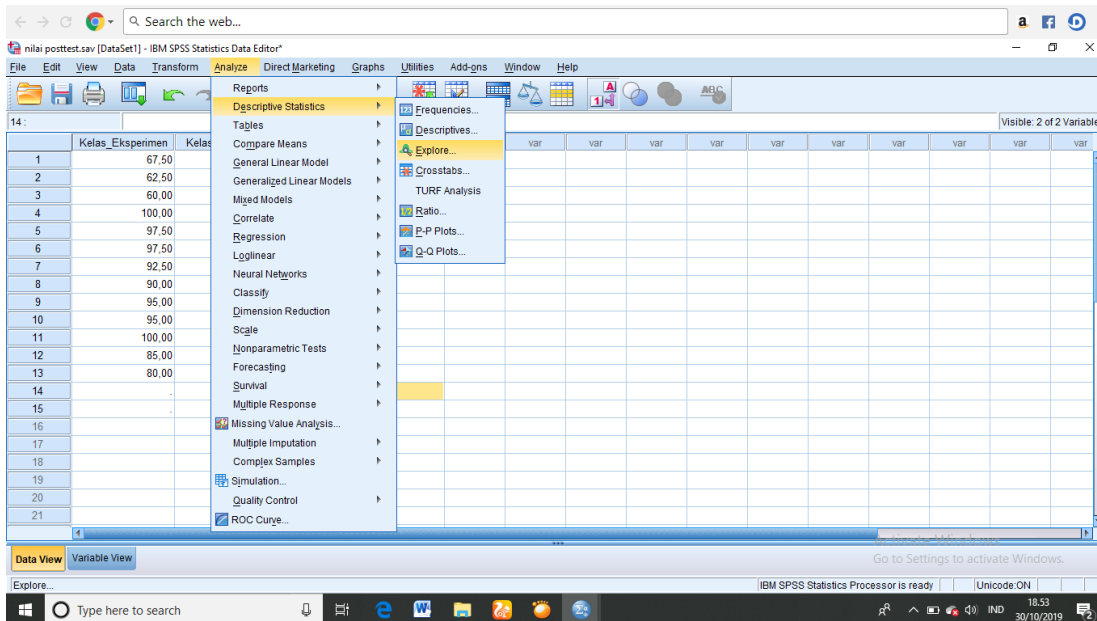 Search the web...
a
nilai posttest.sav [DataSet1] - IBM SPSS Statistics Data Editor*
File Edit View Data Transform Analyze Direct Marketing Graphs Utilities Add-ons Window Help
14 :
Visible: 2 of 2 Variable
Kelas_Eksperimen Kelas var var var var var var var var var var
1 67,50
2 62,50
3 60,00
4 100,00
5 97,50
6 97,50
7 92,50
8 90,00
9 95,00
10 95,00
11 100,00
12 85,00
13 80,00
14 .
15 .
16
17
18
19
20
21
Reports
Descriptive Statistics
Tables
Compare Means
General Linear Model
Generalized Linear Models
Mixed Models
Correlate
Regression
Loglinear
Neural Networks
Classify
Dimension Reduction
Scale
Nonparametric Tests
Forecasting
Survival
Multiple Response
Missing Value Analysis...
Multiple Imputation
Complex Samples
Simulation...
Quality Control
ROC Curve...
Frequencies...
Descriptives...
Explore...
Crosstabs...
TURF Analysis
Ratio...
P-P Plots...
Q-Q Plots...
Data View Variable View
Go to Settings to activate Windows.
Explore...
IBM SPSS Statistics Processor is ready Unicode:ON
Type here to search
IND
18.53
30/10/2019